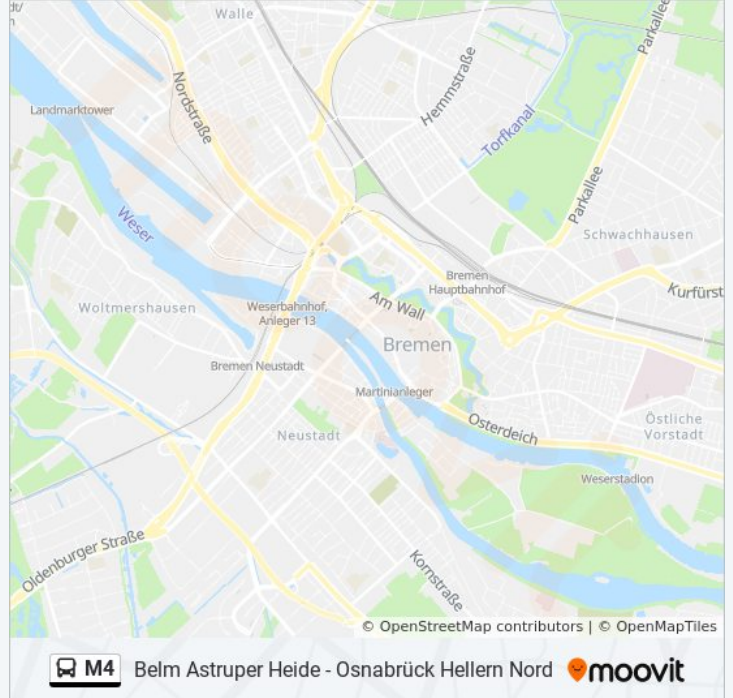 Walle
Parkallee
Hemmstraße
Nordstraße
Landmarktower
Torfkanal
Parkallee
Weser
Schwachhausen
Bremen
Hauptbahnhof
Kurfürst
Woltmershausen
Weserbahnhof,
Anleger 13
Am Wall
Bremen
Bremen Neustadt
Martinianleger
Neustadt
Osterdeich
Östliche
Vorstadt
Weserstadion
Oldenburger Straße
Kornstraße
© OpenStreetMap contributors | © OpenMapTiles
M4 Belm Astruper Heide - Osnabrück Hellern Nord moovit